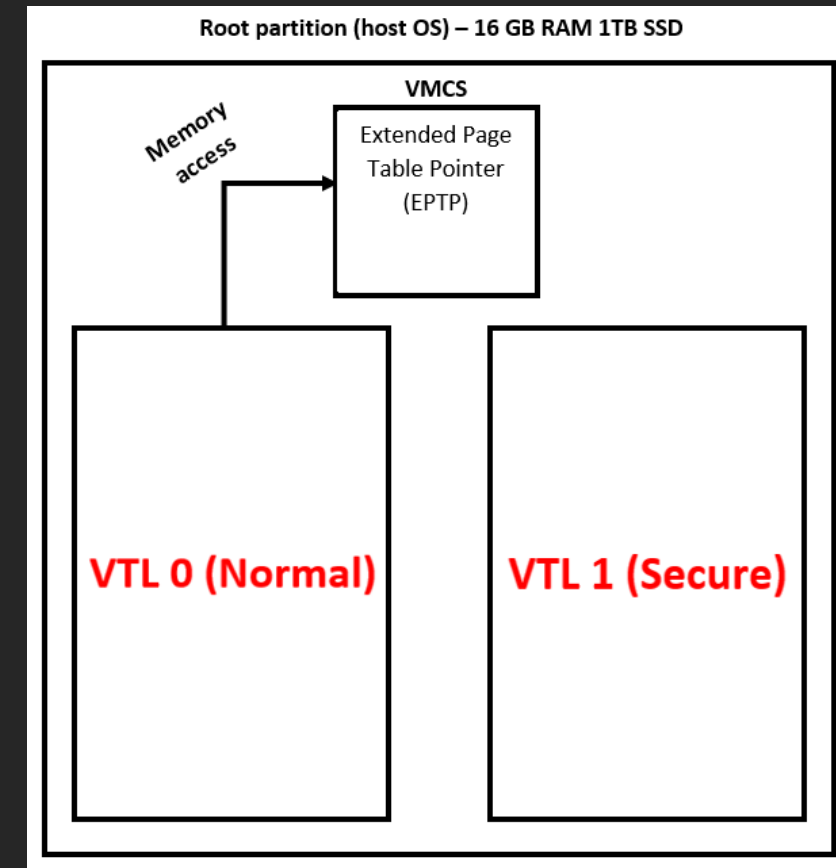 Root partition (host OS) – 16 GB RAM 1TB SSD
VMCS
Memory
access
Extended Page
Table Pointer
(EPTP)
VTL 0 (Normal)
VTL 1 (Secure)